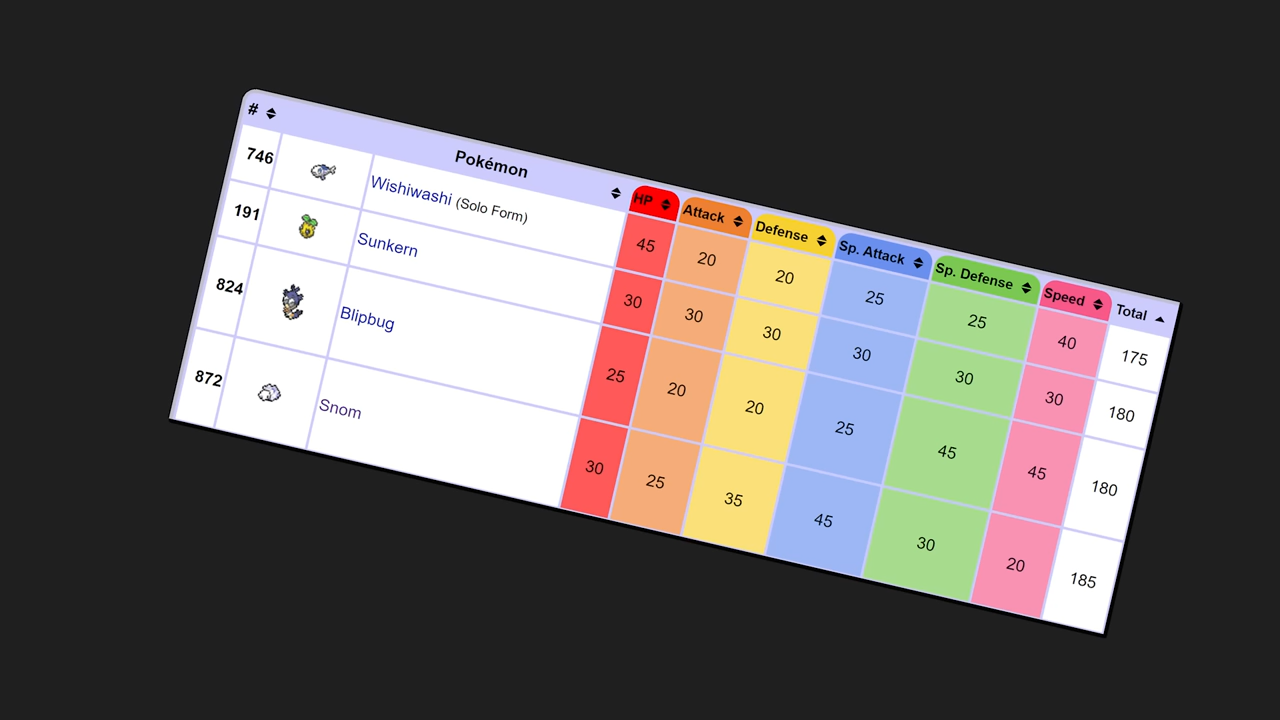 # Pokémon HP Attack Defense Sp. Attack Sp. Defense Speed Total
746 Wishiwashi (Solo Form) 45 20 20 25 25 40 175
191 Sunkern 30 30 30 30 30 30 180
824 Blipbug 25 20 20 25 45 45 180
872 Snom 30 25 35 45 30 20 185